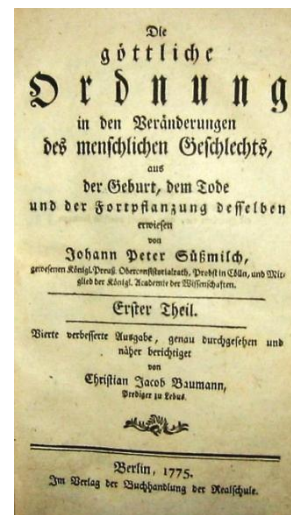 Die
göttliche
Ordnung
in den Veränderungen
des menschlichen Geschlechts,
aus
der Geburt, dem Tode
und der Fortpflanzung desselben
erwiesen
von
Johann Peter Süßmilch,
gewesenen Königl. Preuß. Oberconsistorialrath, Probst in Cölln, und Mit-
glied der Königl. Academie der Wissenschaften.
Erster Theil.
Vierte verbesserte Ausgabe, genau durchgesehen und
näher berichtiget
von
Christian Jacob Baumann,
Prediger zu Lebus.
Berlin, 1775.
Im Verlag der Buchhandlung der Realschule.